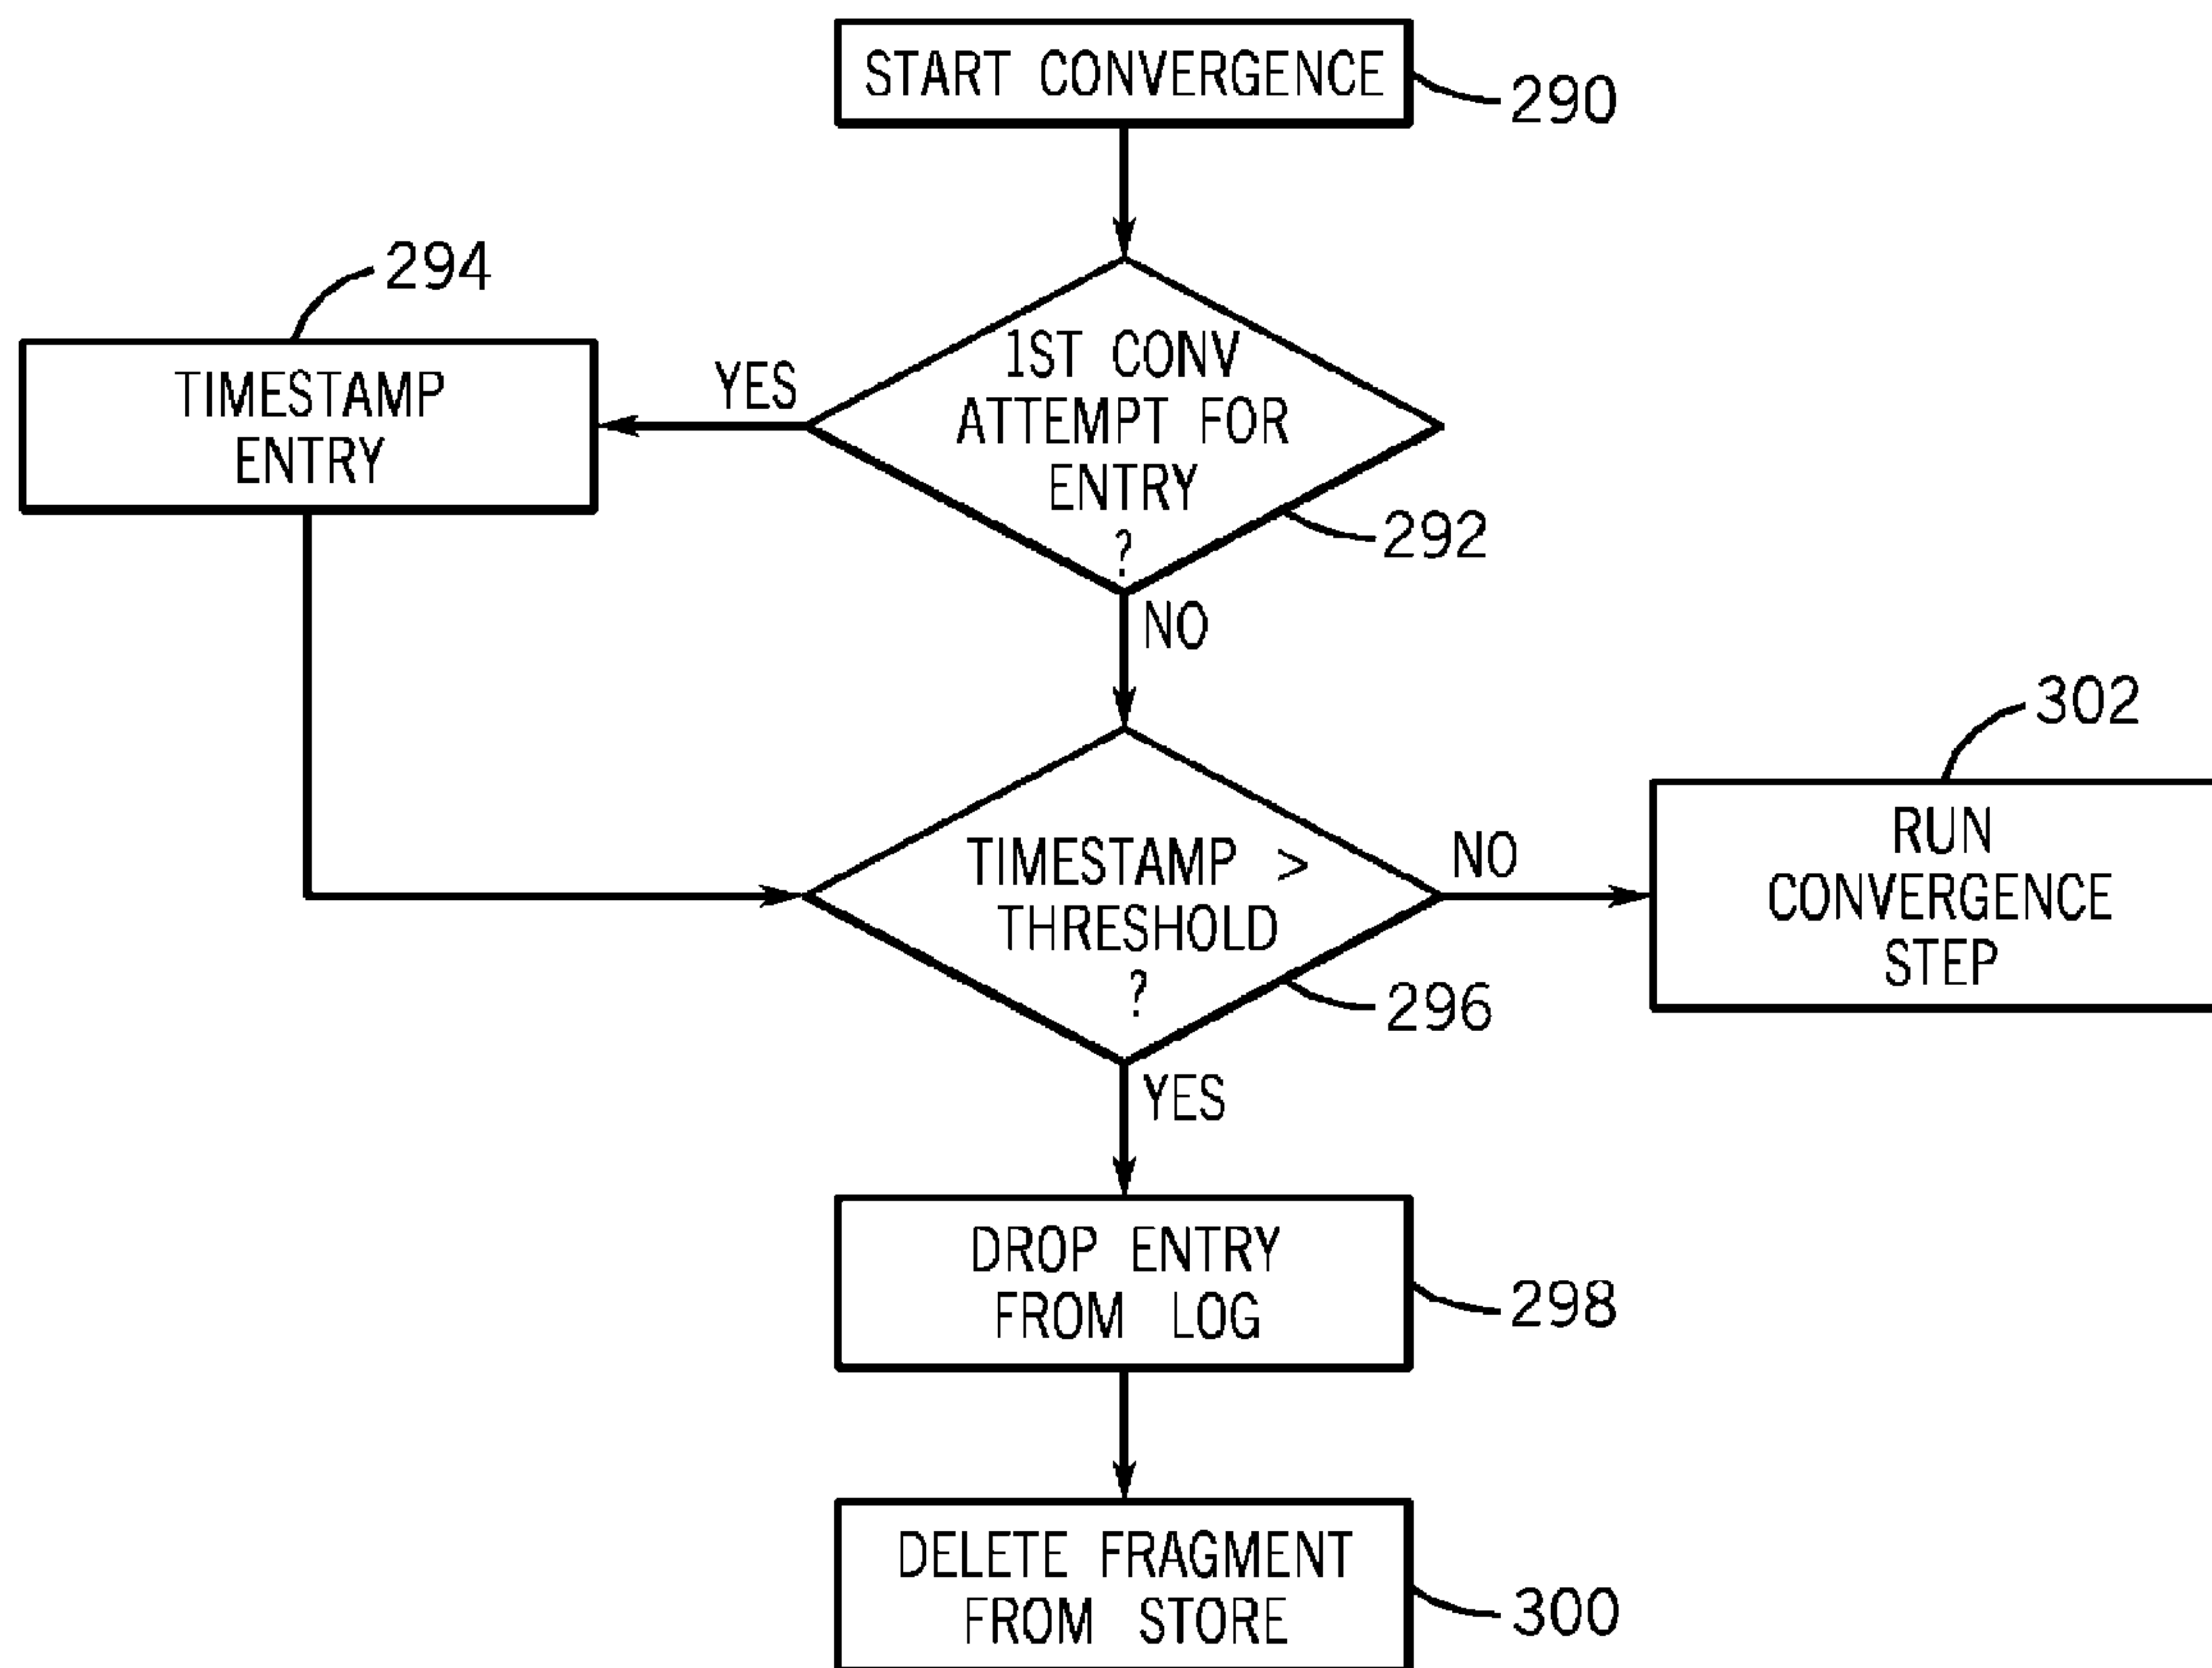 START CONVERGENCE
290
294
TIMESTAMP
ENTRY
YES
1ST CONV
ATTEMPT FOR
ENTRY
?
292
NO
302
TIMESTAMP >
THRESHOLD
?
296
NO
RUN
CONVERGENCE
STEP
YES
DROP ENTRY
FROM LOG
298
DELETE FRAGMENT
FROM STORE
300